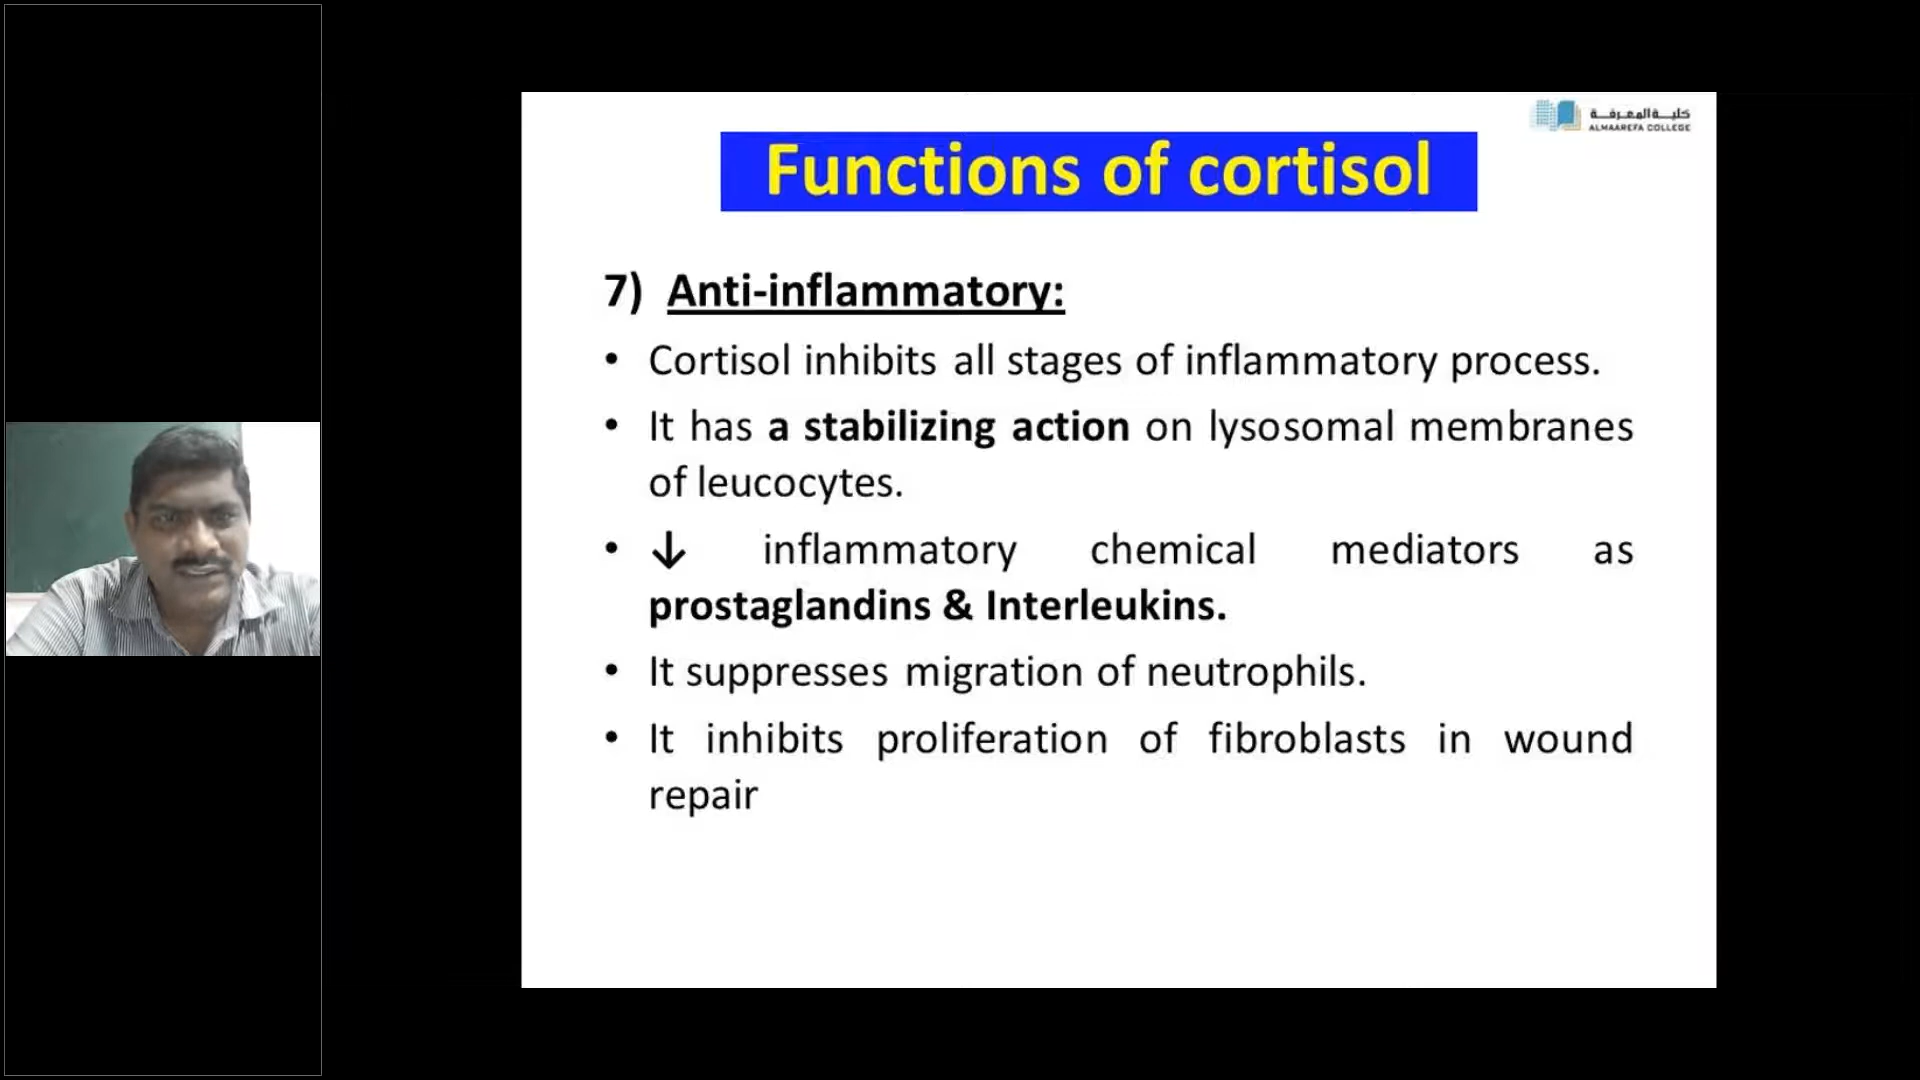 كلية المعرفة
ALMAAREFA COLLEGE
Functions of cortisol
7) Anti-inflammatory:
• Cortisol inhibits all stages of inflammatory process.
• It has a stabilizing action on lysosomal membranes
of leucocytes.
• ↓ inflammatory chemical mediators as
prostaglandins & Interleukins.
• It suppresses migration of neutrophils.
• It inhibits proliferation of fibroblasts in wound
repair